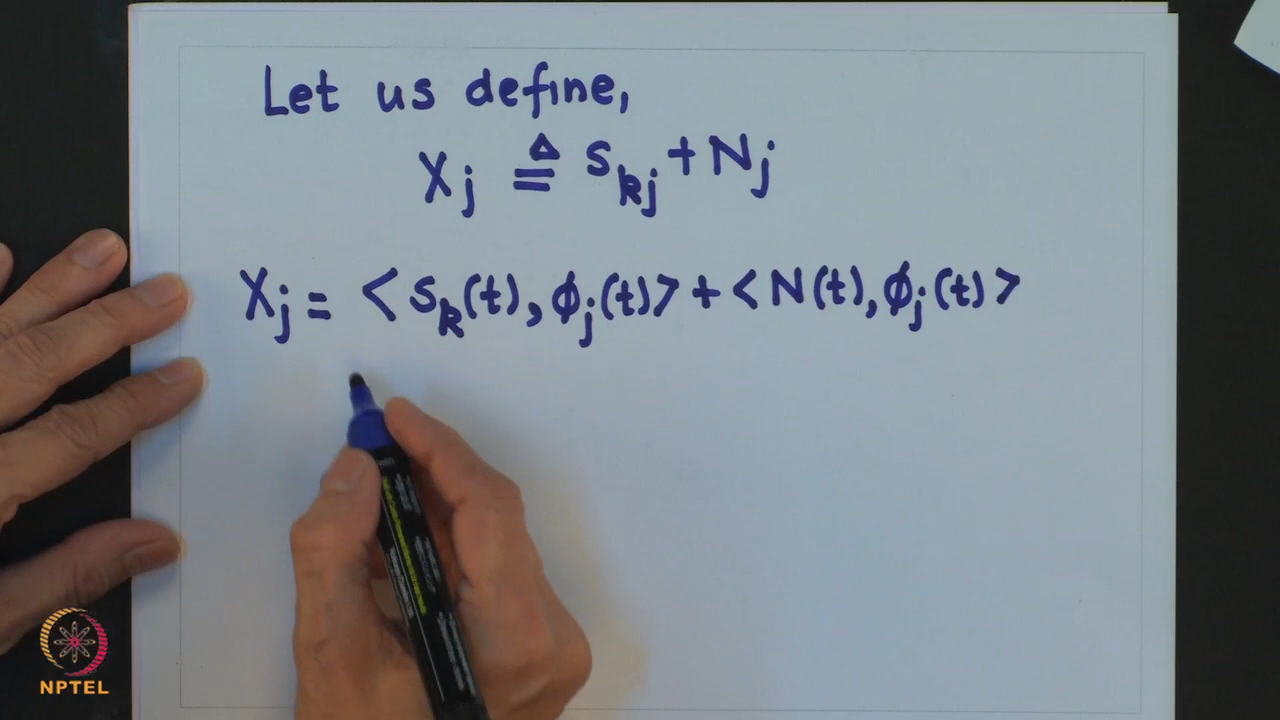 Let us define,
Xj ≜ skj + Nj
Xj = <sk(t), ϕj(t)> + <N(t), ϕj(t)>
NPTEL